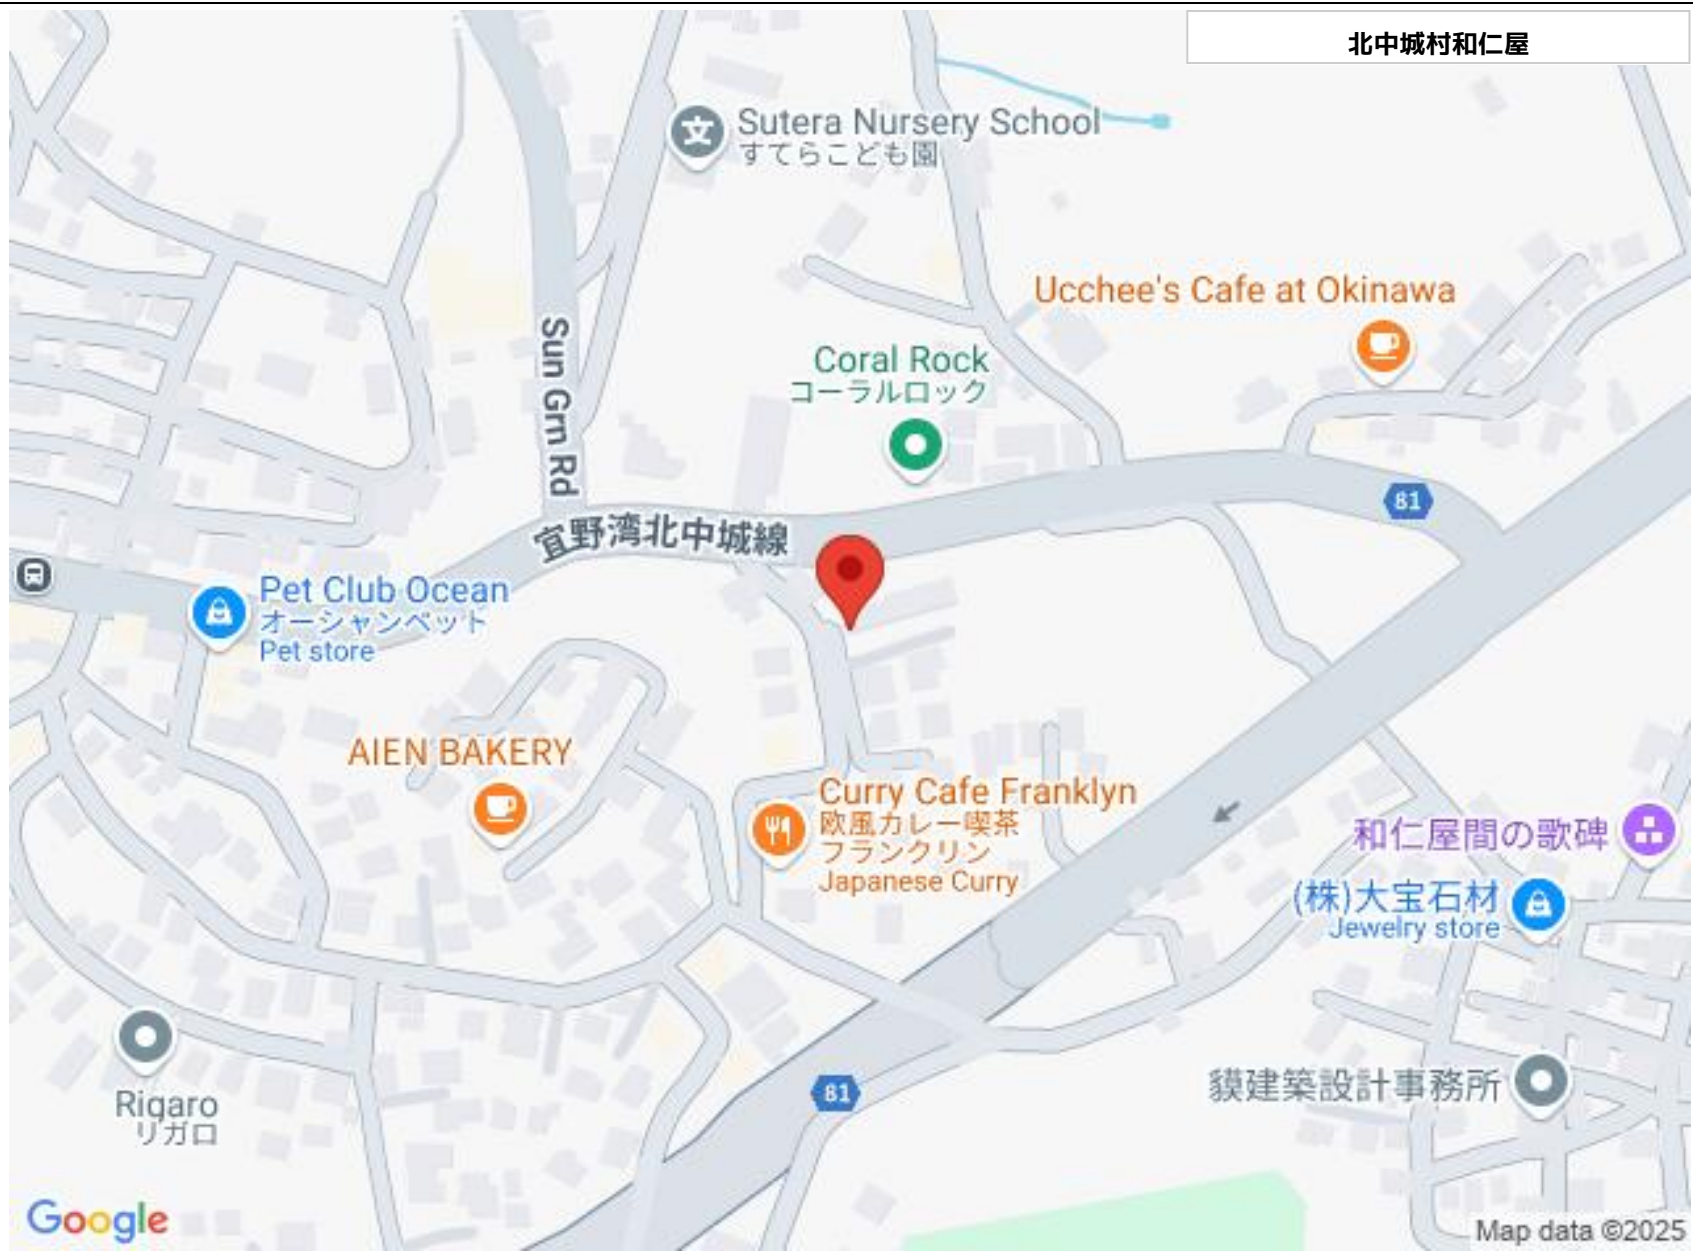 北中城村和仁屋
Sutera Nursery School
すてらこども園
Ucchee's Cafe at Okinawa
Sun Grn Rd
Coral Rock
コーラルロック
81
宜野湾北中城線
Pet Club Ocean
オーシャンペット
Pet store
AIEN BAKERY
Curry Cafe Franklyn
欧風カレー喫茶
フランクリン
Japanese Curry
和仁屋間の歌碑
(株)大宝石材
Jewelry store
81
貘建築設計事務所
Rigaro
リガロ
Google
Map data ©2025